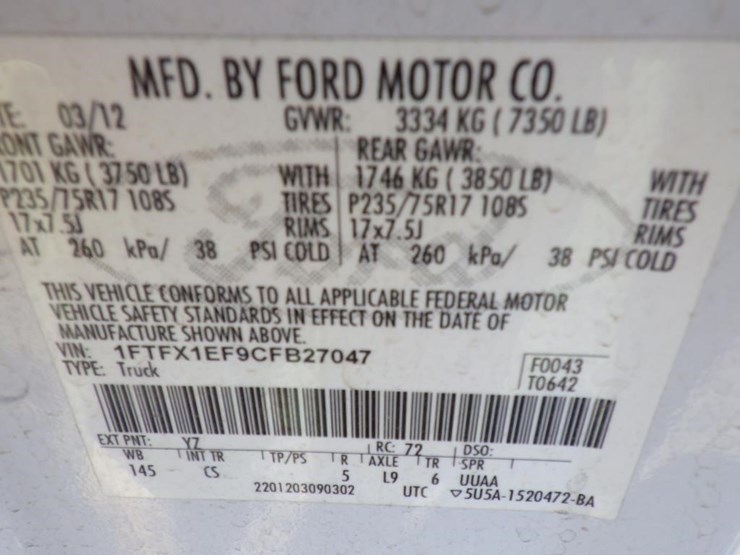 MFD. BY FORD MOTOR CO.
TE: 03/12 GVWR: 3334 KG ( 7350 LB)
ONT GAWR: REAR GAWR:
1701 KG ( 3750 LB) WITH 1746 KG ( 3850 LB) WITH
P235/75R17 108S TIRES P235/75R17 108S TIRES
17x7.5J RIMS 17x7.5J RIMS
AT 260 kPa/ 38 PSI COLD AT 260 kPa/ 38 PSI COLD
THIS VEHICLE CONFORMS TO ALL APPLICABLE FEDERAL MOTOR
VEHICLE SAFETY STANDARDS IN EFFECT ON THE DATE OF
MANUFACTURE SHOWN ABOVE.
VIN: 1FTFX1EF9CFB27047 F0043
TYPE: Truck T0642
EXT PNT: YZ RC: 72 DSO:
WB INT TR TP/PS R AXLE TR SPR
145 CS 5 L9 6 UUAA
2201203090302 UTC ▽5U5A-1520472-BA